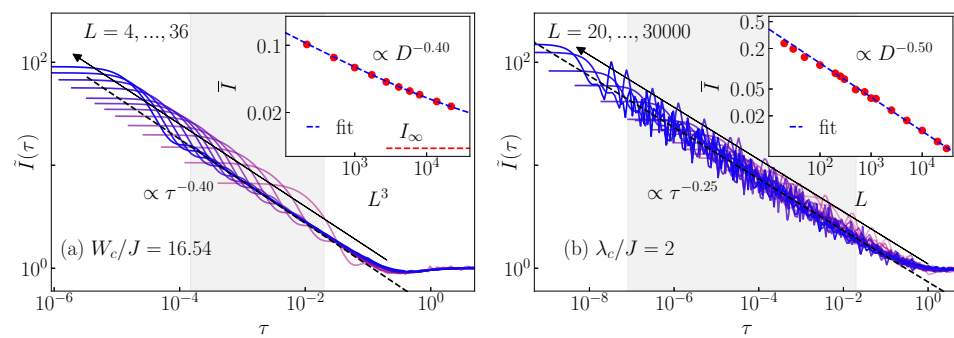 L = 4, ..., 36
0.1
0.02
I̅
∝ D^{-0.40}
fit
I_∞
10^3
10^4
L^3
10^2
10^0
Ĩ(τ)
∝ τ^{-0.40}
(a) W_c/J = 16.54
10^{-6}
10^{-4}
10^{-2}
10^0
τ
L = 20, ..., 30000
0.2
0.2
0.05
0.02
I̅
∝ D^{-0.50}
fit
10^2
10^3
10^4
L
10^2
10^0
Ĩ(τ)
∝ τ^{-0.25}
(b) λ_c/J = 2
10^{-8}
10^{-6}
10^{-4}
10^{-2}
10^0
τ